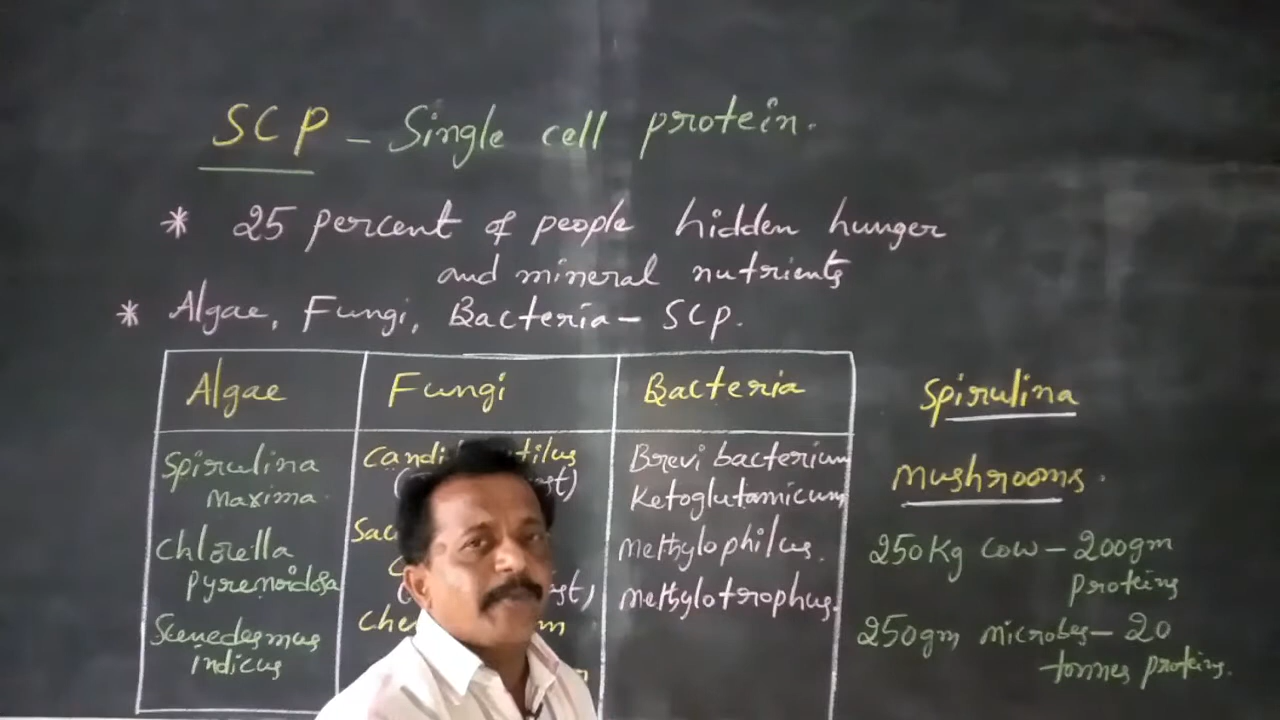 SCP - Single cell protein.
* 25 percent of people hidden hunger
and mineral nutrients
* Algae, Fungi, Bacteria - SCP.
Algae Fungi Bacteria
Spirulina
Maxima.
Chlorella
pyrenoidosa
Scenedesmus
indicus
Brevi bacterium
Ketoglutamicum
methylophilus.
methylotrophus.
Spirulina
Mushrooms.
250Kg cow - 200gm
proteins
250gm microbes - 20
tonnes proteins.